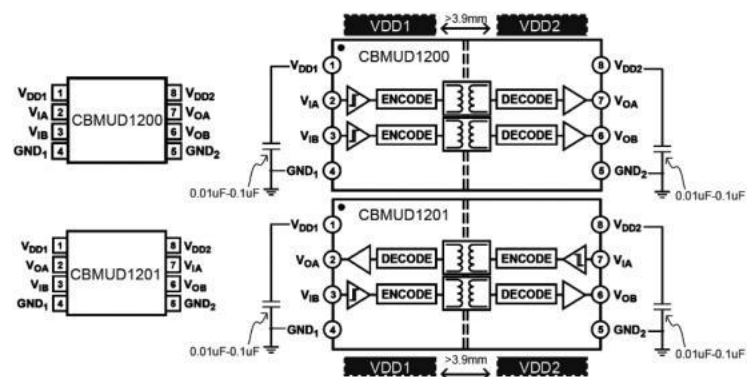 VDD1 >3.9mm VDD2
CBMUD1200
VDD1 1 8 VDD2
VIA 2 7 VOA
VIB 3 6 VOB
GND1 4 5 GND2
CBMUD1200
VDD1 1 8 VDD2
VIA 2 ENCODE DECODE 7 VOA
VIB 3 ENCODE DECODE 6 VOB
GND1 4 5 GND2
0.01uF-0.1uF 0.01uF-0.1uF
CBMUD1201
VDD1 1 8 VDD2
VOA 2 7 VIA
VIB 3 6 VOB
GND1 4 5 GND2
CBMUD1201
VDD1 1 8 VDD2
VOA 2 DECODE ENCODE 7 VIA
VIB 3 ENCODE DECODE 6 VOB
GND1 4 5 GND2
0.01uF-0.1uF 0.01uF-0.1uF
VDD1 >3.9mm VDD2